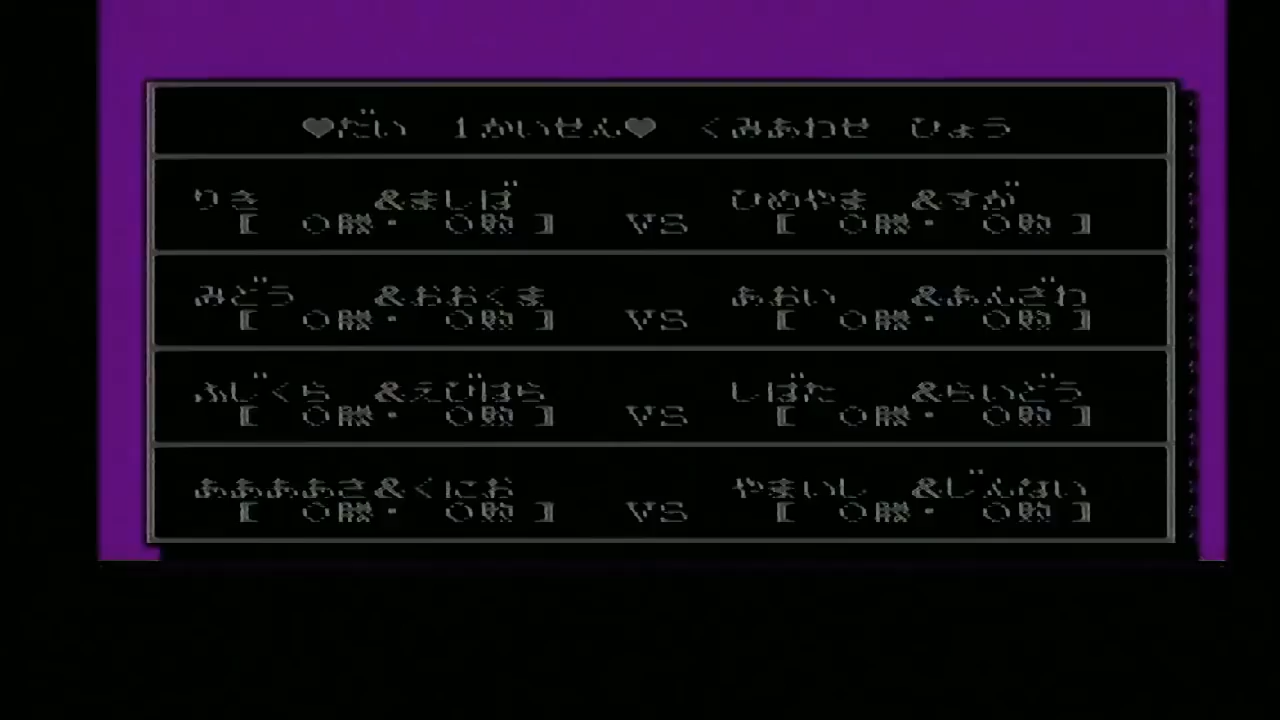 ♥だい 1かいせん♥ くみあわせ ひょう
りき &ましば VS ひめやま &すが
[ 0勝・ 0敗 ] [ 0勝・ 0敗 ]
みどう &おおくま VS あおい &あんざわ
[ 0勝・ 0敗 ] [ 0勝・ 0敗 ]
ふじくら &えびはら VS しばた &らいどう
[ 0勝・ 0敗 ] [ 0勝・ 0敗 ]
ああああさ&くにお VS やまいし &じんない
[ 0勝・ 0敗 ] [ 0勝・ 0敗 ]